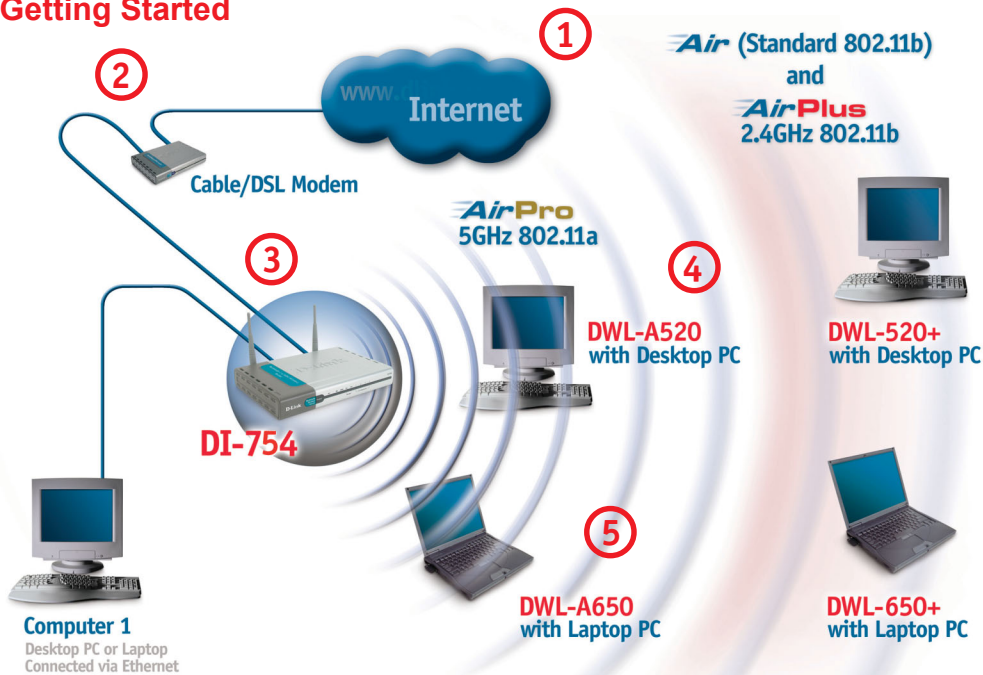 Getting Started
1
Air (Standard 802.11b)
and
AirPlus
2.4GHz 802.11b
2
www.
Internet
Cable/DSL Modem
AirPro
5GHz 802.11a
3
4
DWL-A520
with Desktop PC
DWL-520+
with Desktop PC
D-Link
DI-754
5
DWL-A650
with Laptop PC
DWL-650+
with Laptop PC
Computer 1
Desktop PC or Laptop
Connected via Ethernet